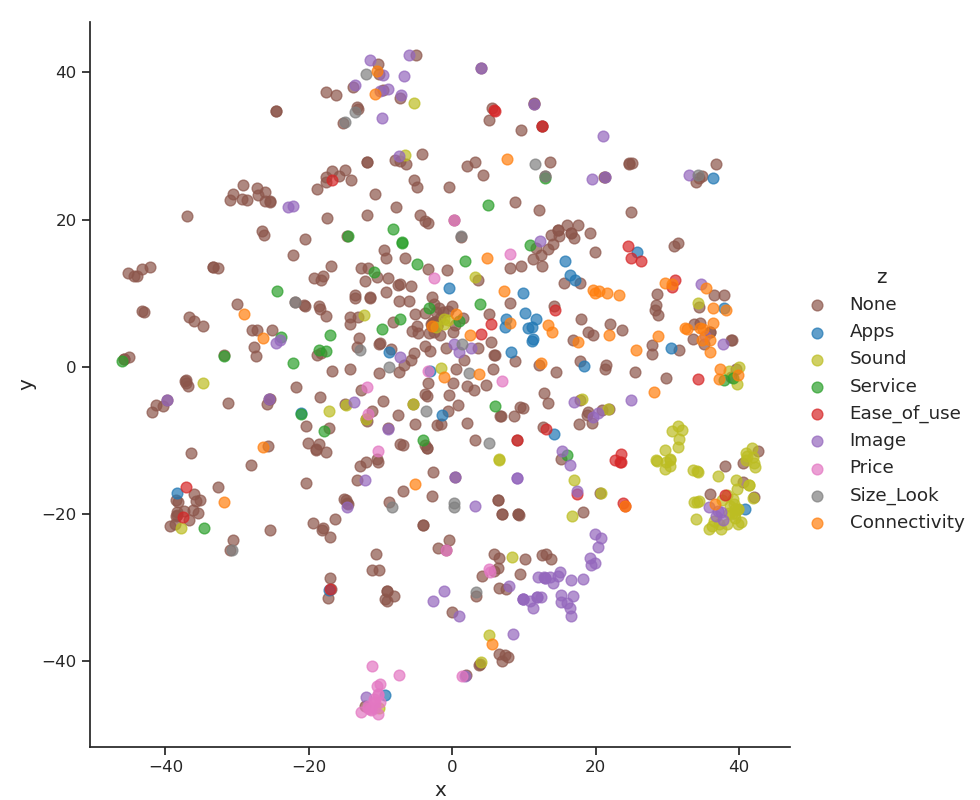 40
20
0
−20
−40
y
−40
−20
0
20
40
x
z
None
Apps
Sound
Service
Ease_of_use
Image
Price
Size_Look
Connectivity